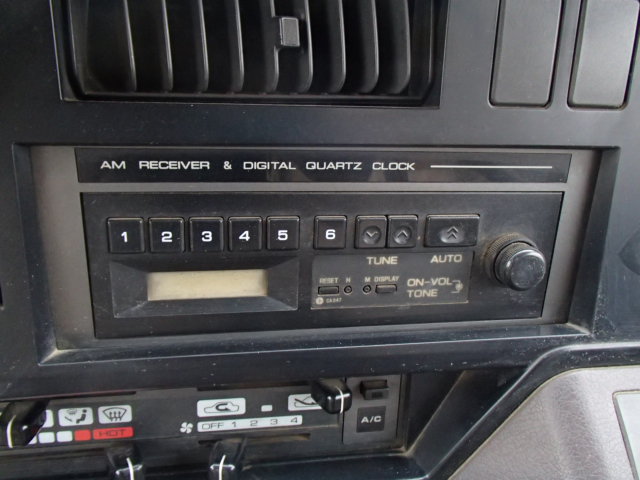 AM RECEIVER & DIGITAL QUARTZ CLOCK
1 2 3 4 5 6
TUNE AUTO
RESET H M DISPLAY
ON-VOL
TONE
OFF 1 2 3 4
A/C
HOT